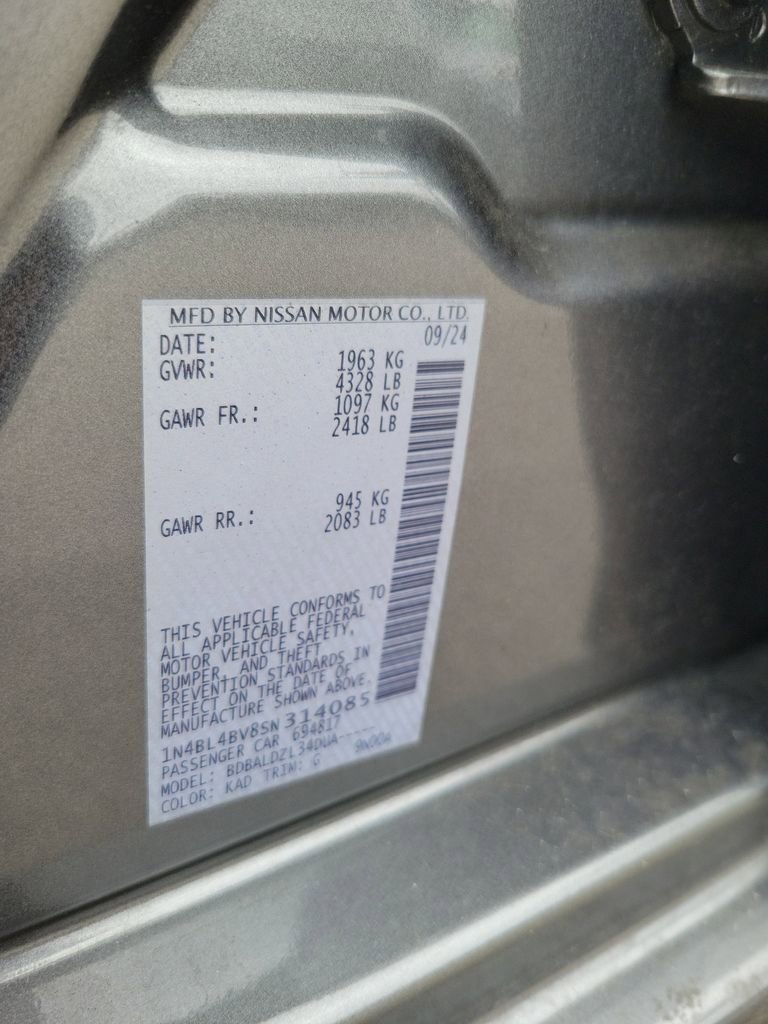 MFD BY NISSAN MOTOR CO., LTD.
DATE: 09/24
GVWR: 1963 KG
4328 LB
GAWR FR.: 1097 KG
2418 LB
GAWR RR.: 945 KG
2083 LB
THIS VEHICLE CONFORMS TO
ALL APPLICABLE FEDERAL
MOTOR VEHICLE SAFETY,
BUMPER, AND THEFT
PREVENTION STANDARDS IN
EFFECT ON THE DATE OF
MANUFACTURE SHOWN ABOVE.
1N4BL4BV8SN314085
PASSENGER CAR 694817
MODEL: BDBALDZL34DUA-----
COLOR: KAD TRIM: G